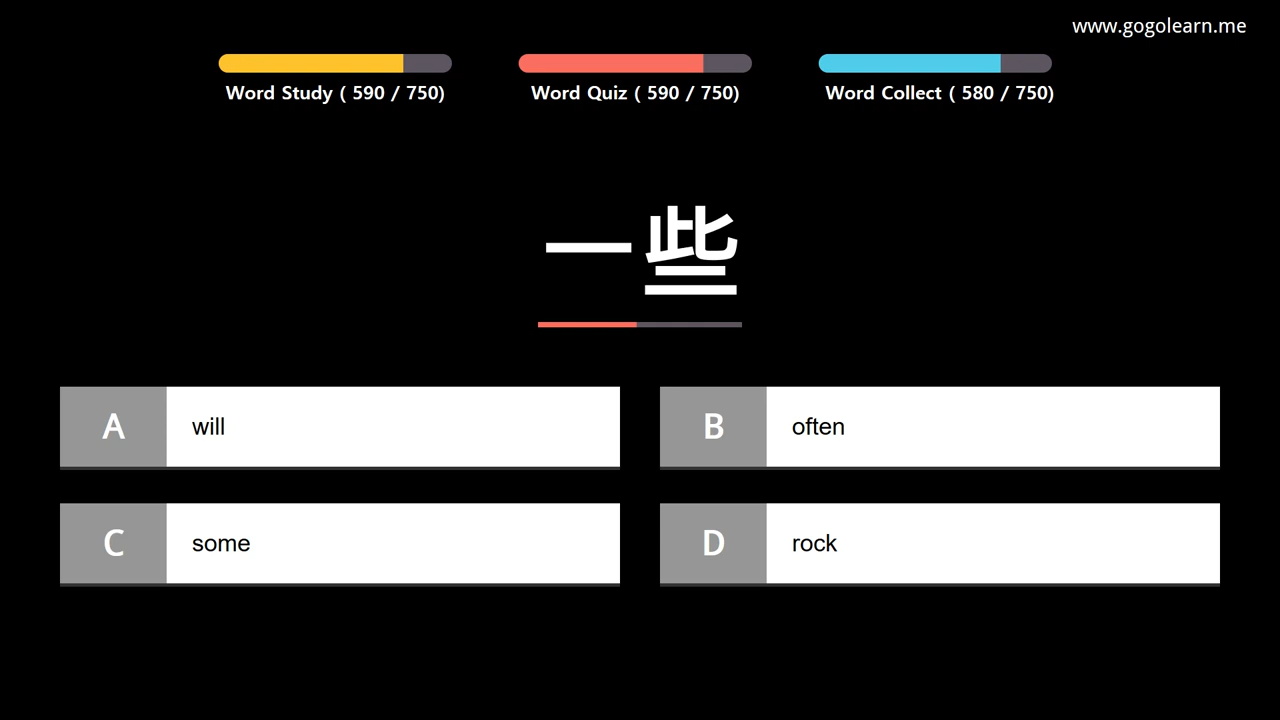 www.gogolearn.me
Word Study ( 590 / 750)
Word Quiz ( 590 / 750)
Word Collect ( 580 / 750)
一些
A will
B often
C some
D rock